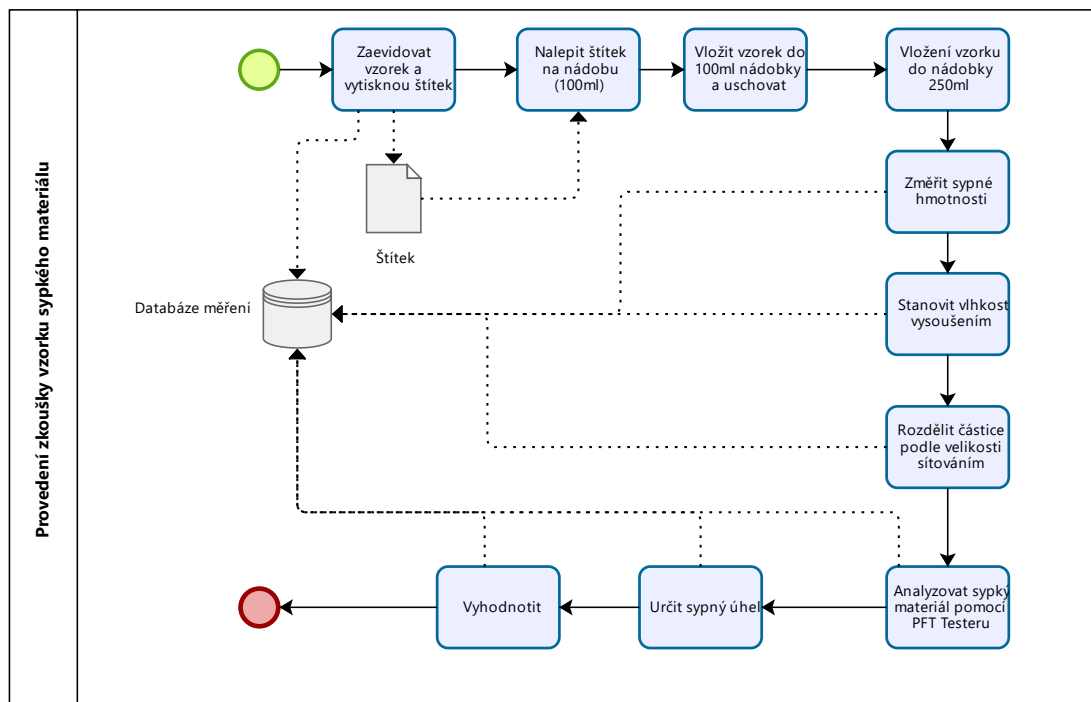 Provedení zkoušky vzorku sypkého materiálu
Zaevidovat
vzorek a
vytisknou štítek
Nalepit štítek
na nádobu
(100ml)
Vložit vzorek do
100ml nádobky
a uschovat
Vložení vzorku
do nádobky
250ml
Změřit sypné
hmotnosti
Štítek
Databáze měření
Stanovit vlhkost
vysoušením
Rozdělit částice
podle velikosti
sítováním
Analyzovat sypký
materiál pomocí
PFT Testeru
Určit sypný úhel
Vyhodnotit